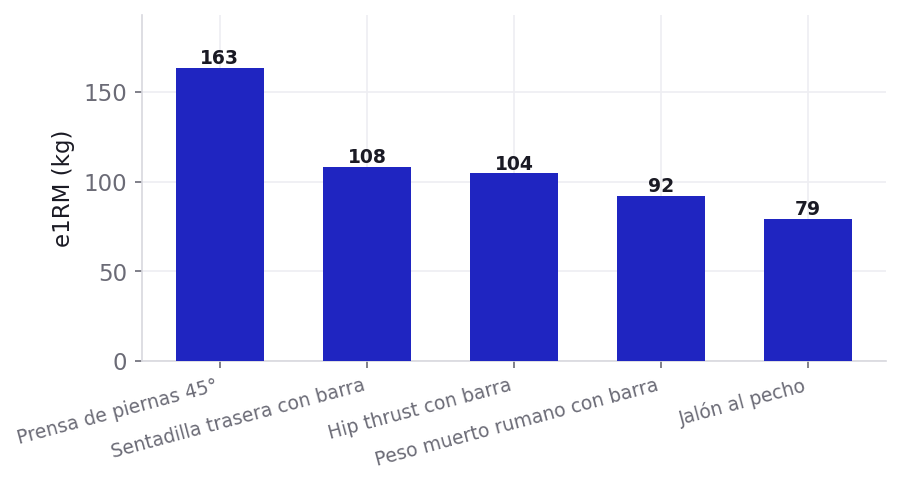 163
108
104
92
79
150
100
50
0
e1RM (kg)
Prensa de piernas 45°
Sentadilla trasera con barra
Hip thrust con barra
Peso muerto rumano con barra
Jalón al pecho